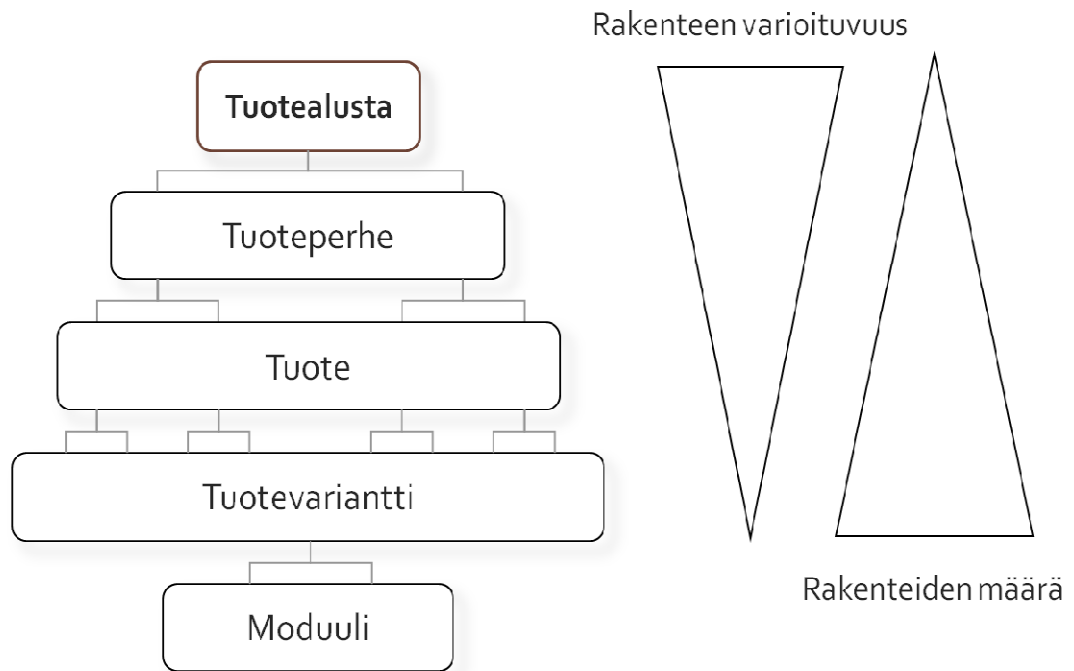 Rakenteen varioituvuus
Tuotealusta
Tuoteperhe
Tuote
Tuotevariantti
Moduuli
Rakenteiden määrä